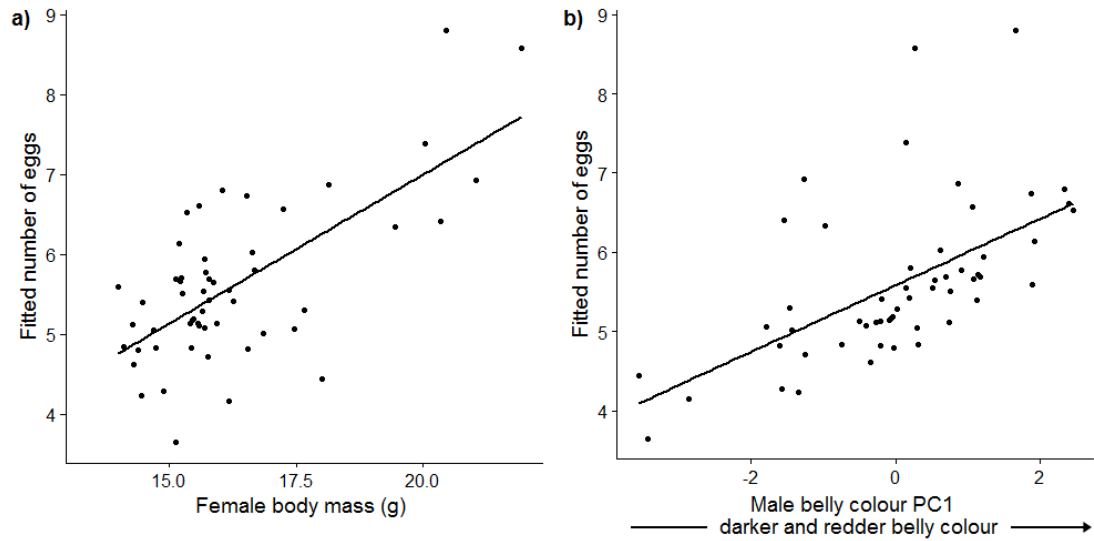 a)
Fitted number of eggs
9
8
7
6
5
4
15.0 17.5 20.0
Female body mass (g)
b)
Fitted number of eggs
9
8
7
6
5
4
-2 0 2
Male belly colour PC1
darker and redder belly colour